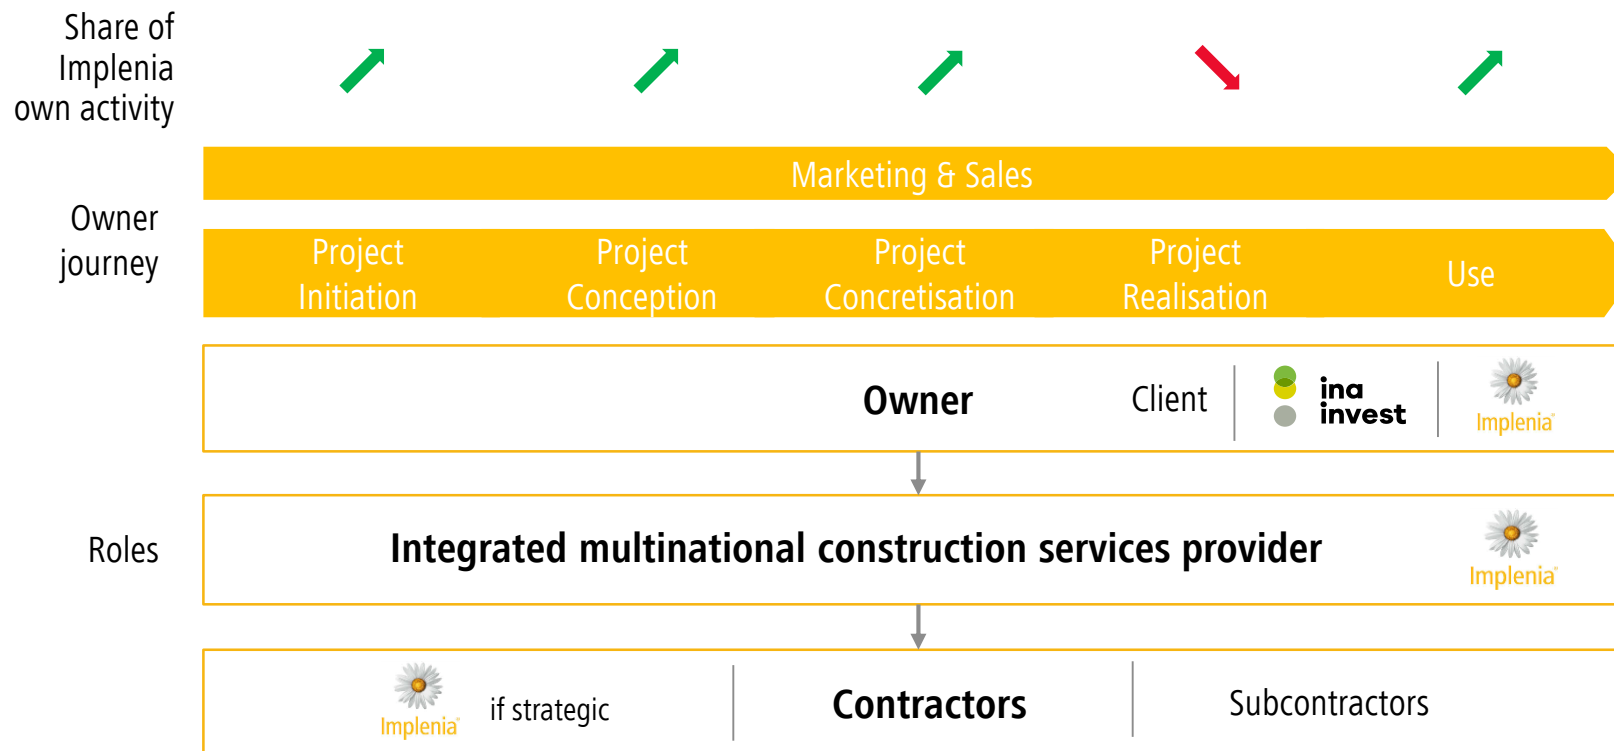 Share of
Implenia
own activity
Marketing & Sales
Owner
journey
Project
Initiation
Project
Conception
Project
Concretisation
Project
Realisation
Use
Owner
Client
ina
invest
Implenia®
Roles
Integrated multinational construction services provider
Implenia®
Implenia®
if strategic
Contractors
Subcontractors